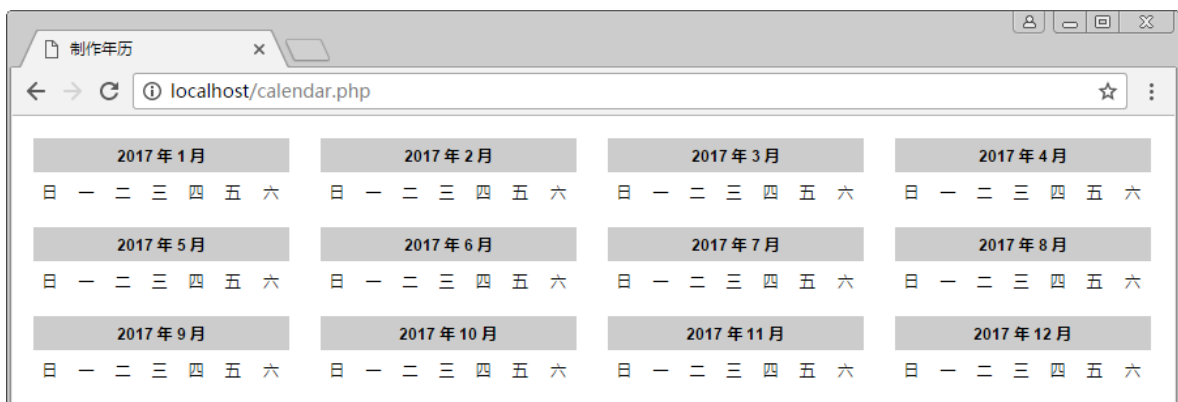 制作年历
localhost/calendar.php
2017 年 1 月 2017 年 2 月 2017 年 3 月 2017 年 4 月
日 一 二 三 四 五 六 日 一 二 三 四 五 六 日 一 二 三 四 五 六 日 一 二 三 四 五 六
2017 年 5 月 2017 年 6 月 2017 年 7 月 2017 年 8 月
日 一 二 三 四 五 六 日 一 二 三 四 五 六 日 一 二 三 四 五 六 日 一 二 三 四 五 六
2017 年 9 月 2017 年 10 月 2017 年 11 月 2017 年 12 月
日 一 二 三 四 五 六 日 一 二 三 四 五 六 日 一 二 三 四 五 六 日 一 二 三 四 五 六